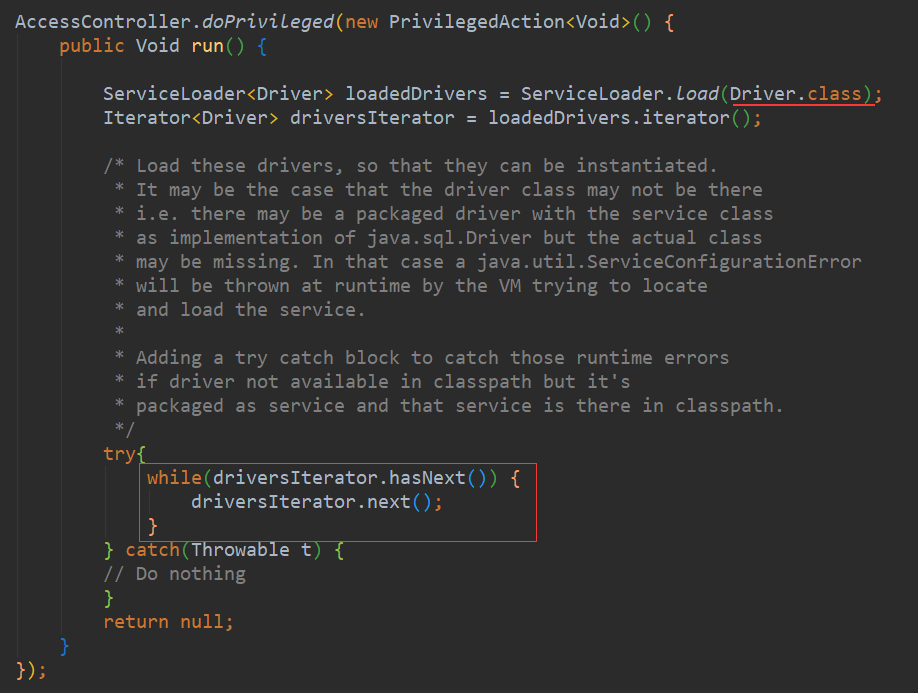 AccessController.doPrivileged(new PrivilegedAction<Void>() {
    public Void run() {

        ServiceLoader<Driver> loadedDrivers = ServiceLoader.load(Driver.class);
        Iterator<Driver> driversIterator = loadedDrivers.iterator();

        /* Load these drivers, so that they can be instantiated.
         * It may be the case that the driver class may not be there
         * i.e. there may be a packaged driver with the service class
         * as implementation of java.sql.Driver but the actual class
         * may be missing. In that case a java.util.ServiceConfigurationError
         * will be thrown at runtime by the VM trying to locate
         * and load the service.
         *
         * Adding a try catch block to catch those runtime errors
         * if driver not available in classpath but it's
         * packaged as service and that service is there in classpath.
         */
        try{
            while(driversIterator.hasNext()) {
                driversIterator.next();
            }
        } catch(Throwable t) {
        // Do nothing
        }
        return null;
    }
});